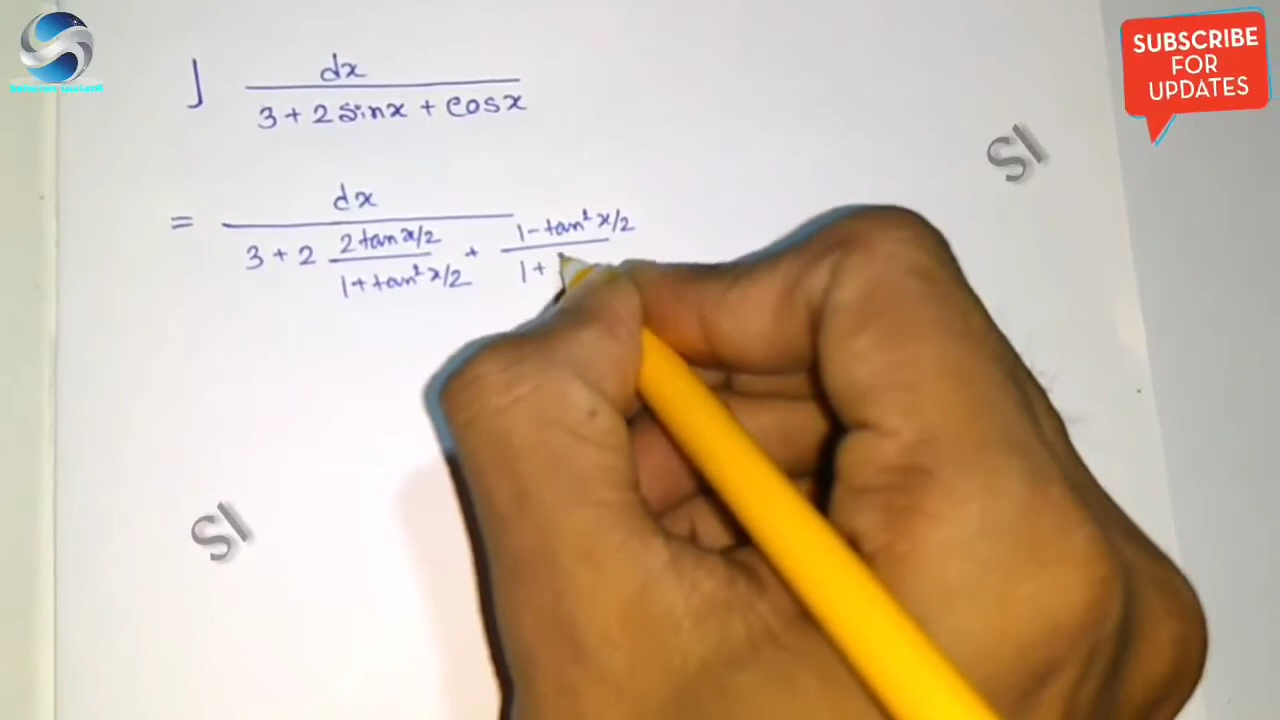 SUBSCRIBE
FOR
UPDATES
∫ dx
3 + 2 sinx + cosx
SI
= dx
3 + 2 2 tan x/2 / 1 + tan² x/2 + 1 - tan² x/2 / 1 +
SI